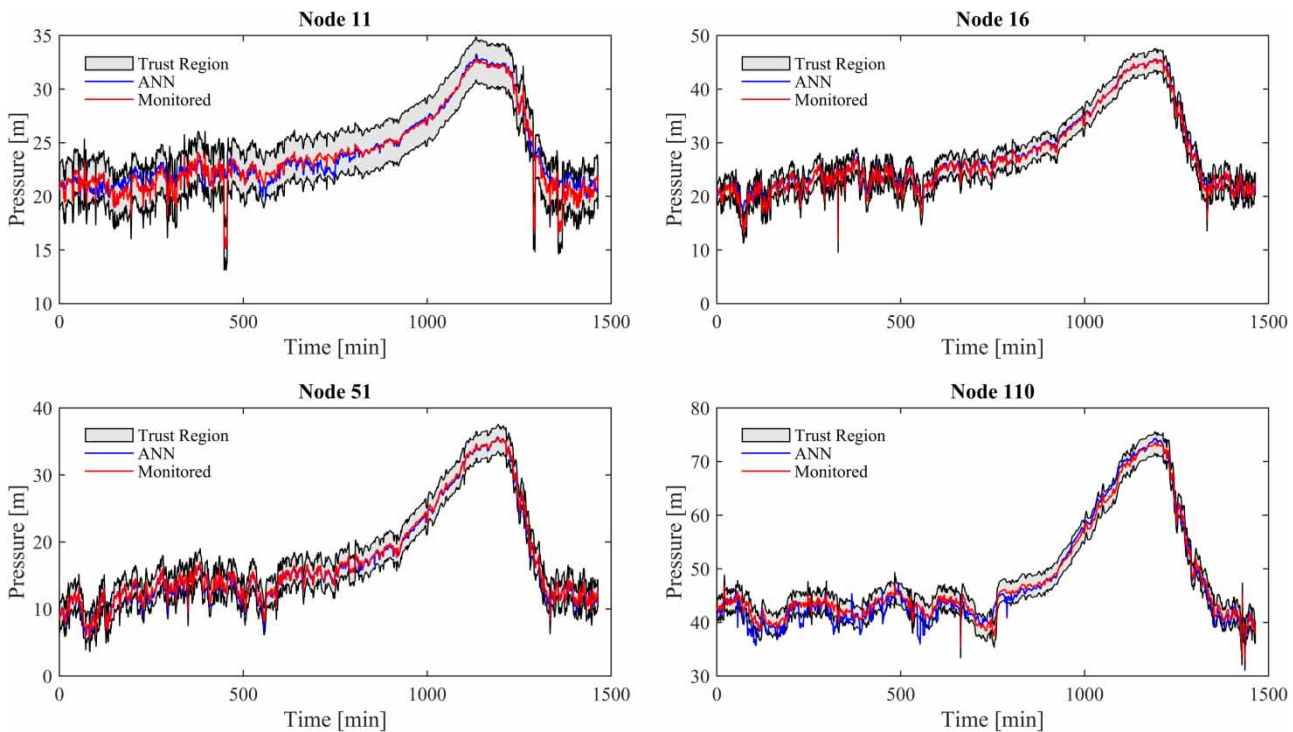 Node 11
35
30
25
20
15
10
Pressure [m]
Trust Region
ANN
Monitored
0 500 1000 1500
Time [min]
Node 16
50
40
30
20
10
0
Pressure [m]
Trust Region
ANN
Monitored
0 500 1000 1500
Time [min]
Node 51
40
30
20
10
0
Pressure [m]
Trust Region
ANN
Monitored
0 500 1000 1500
Time [min]
Node 110
80
70
60
50
40
30
Pressure [m]
Trust Region
ANN
Monitored
0 500 1000 1500
Time [min]